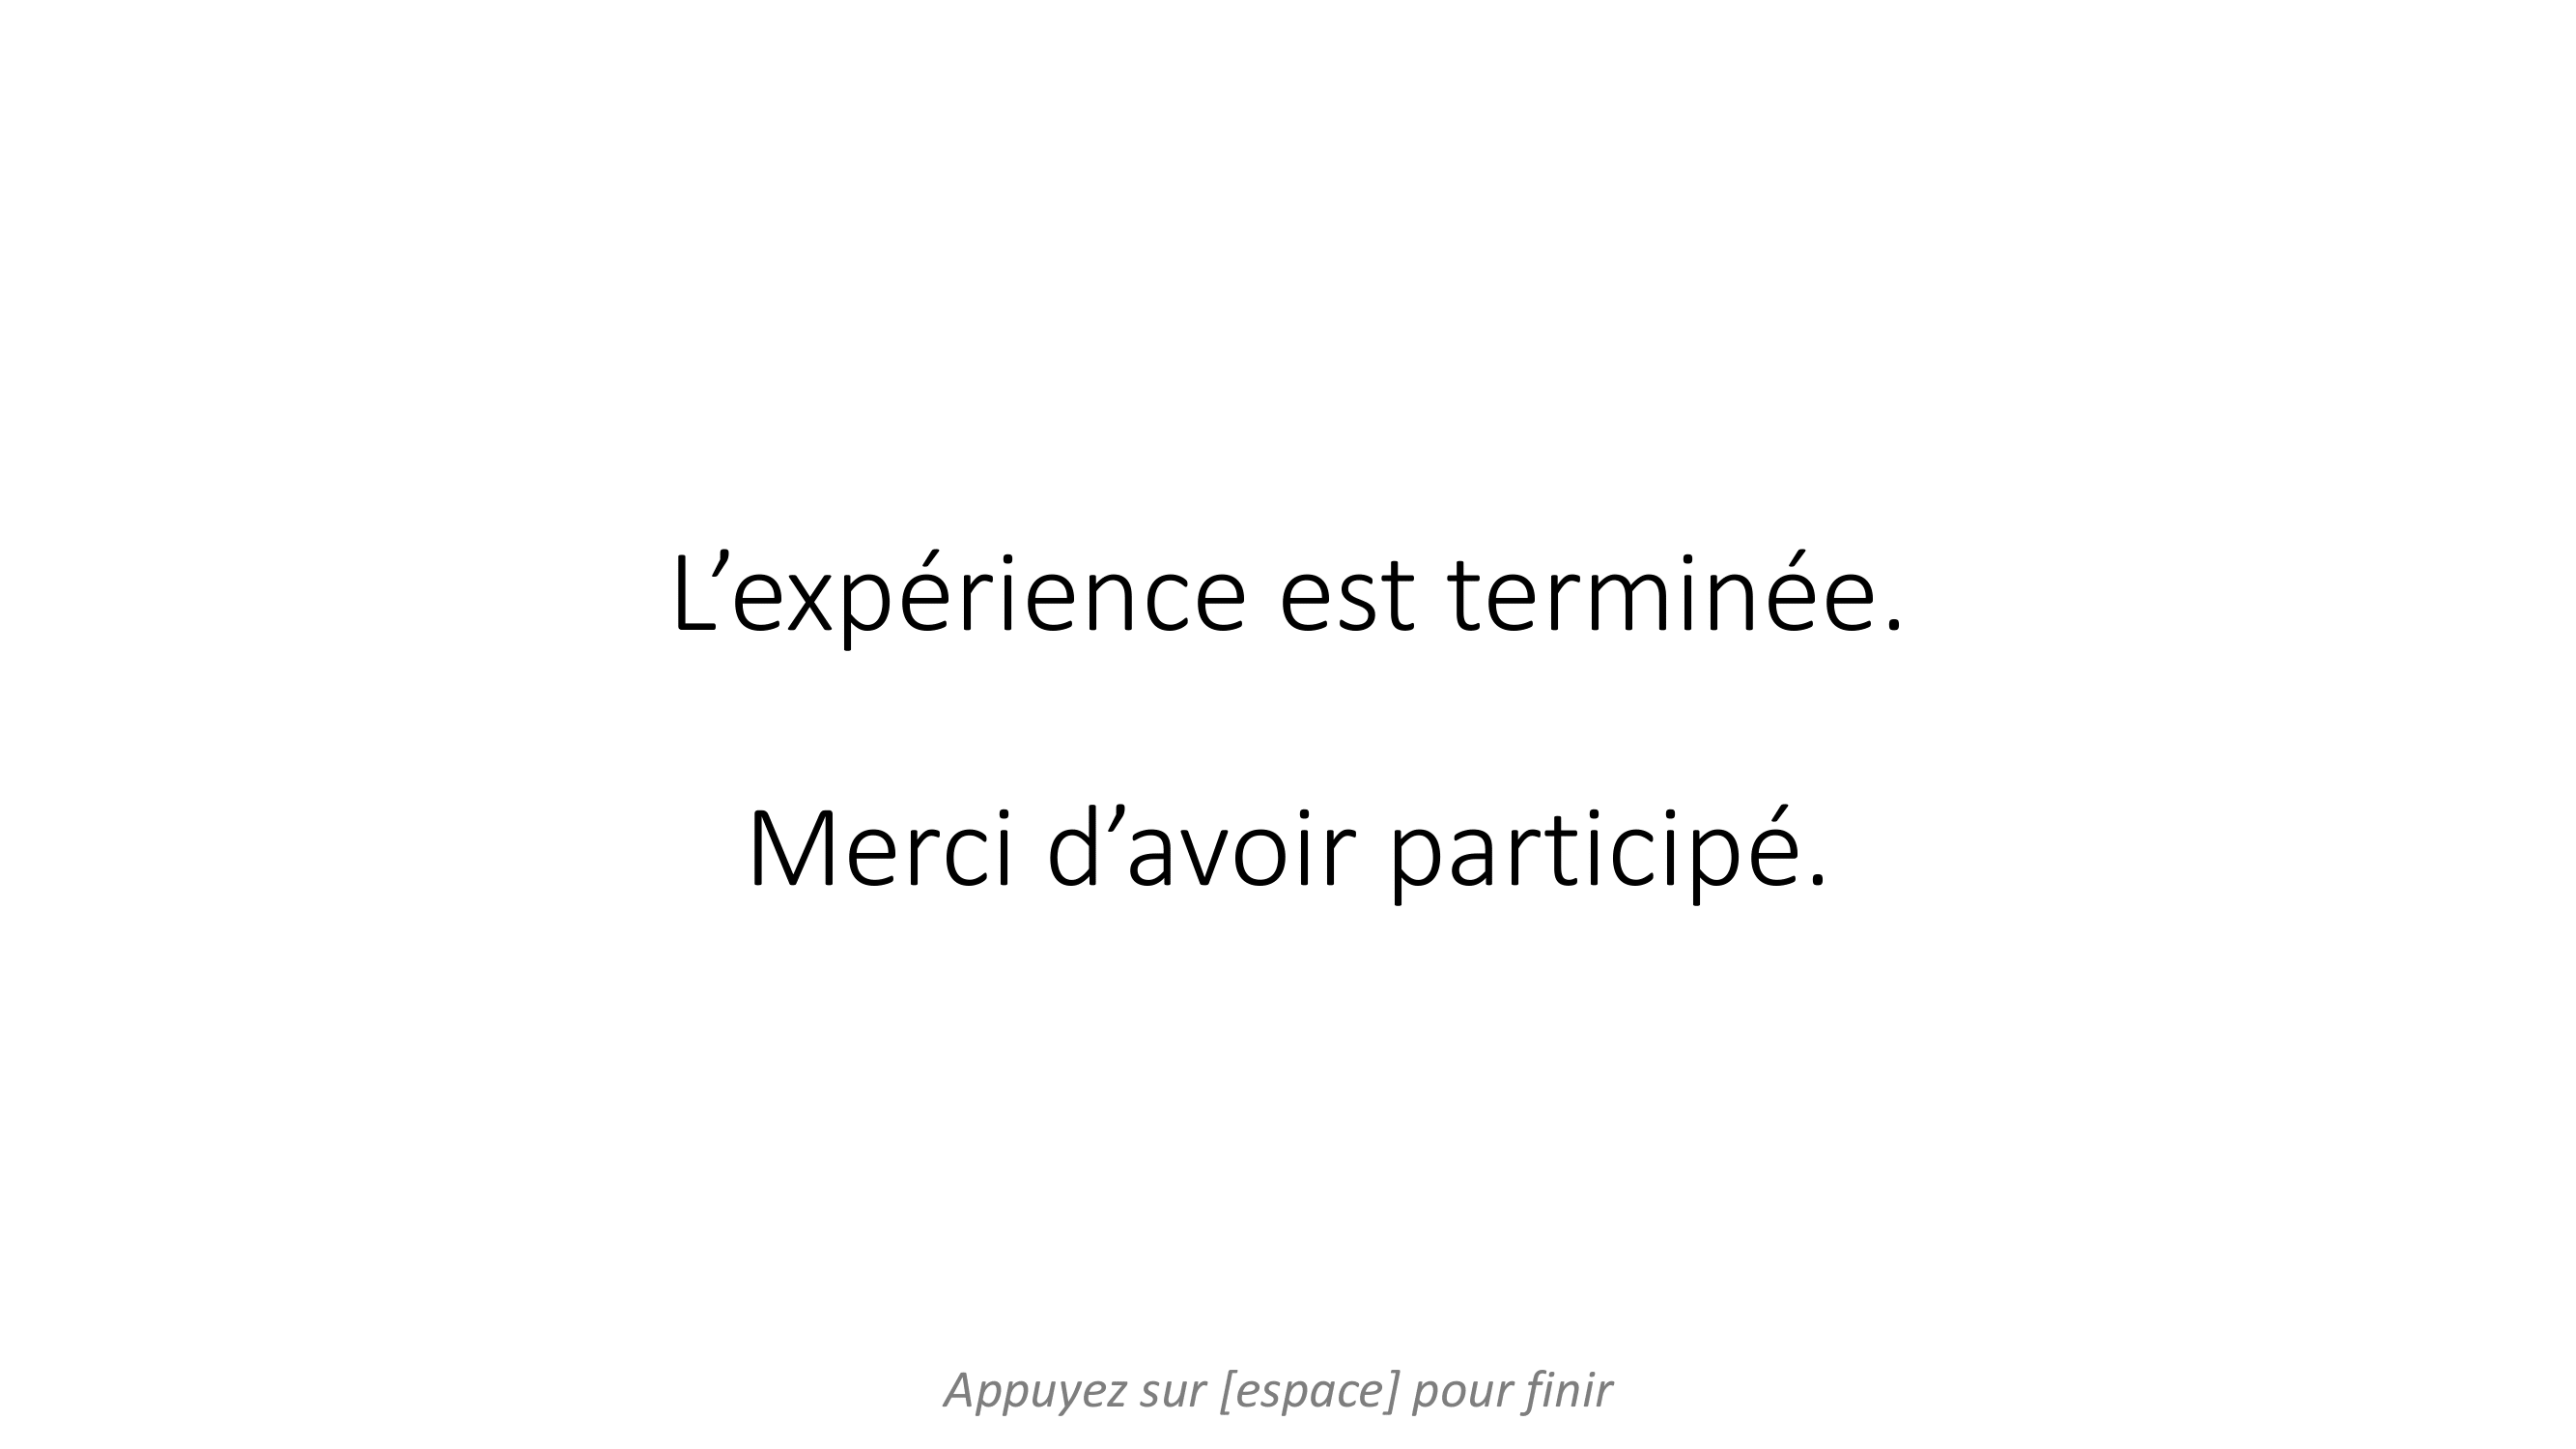 L’expérience est terminée.
Merci d’avoir participé.
Appuyez sur [espace] pour finir